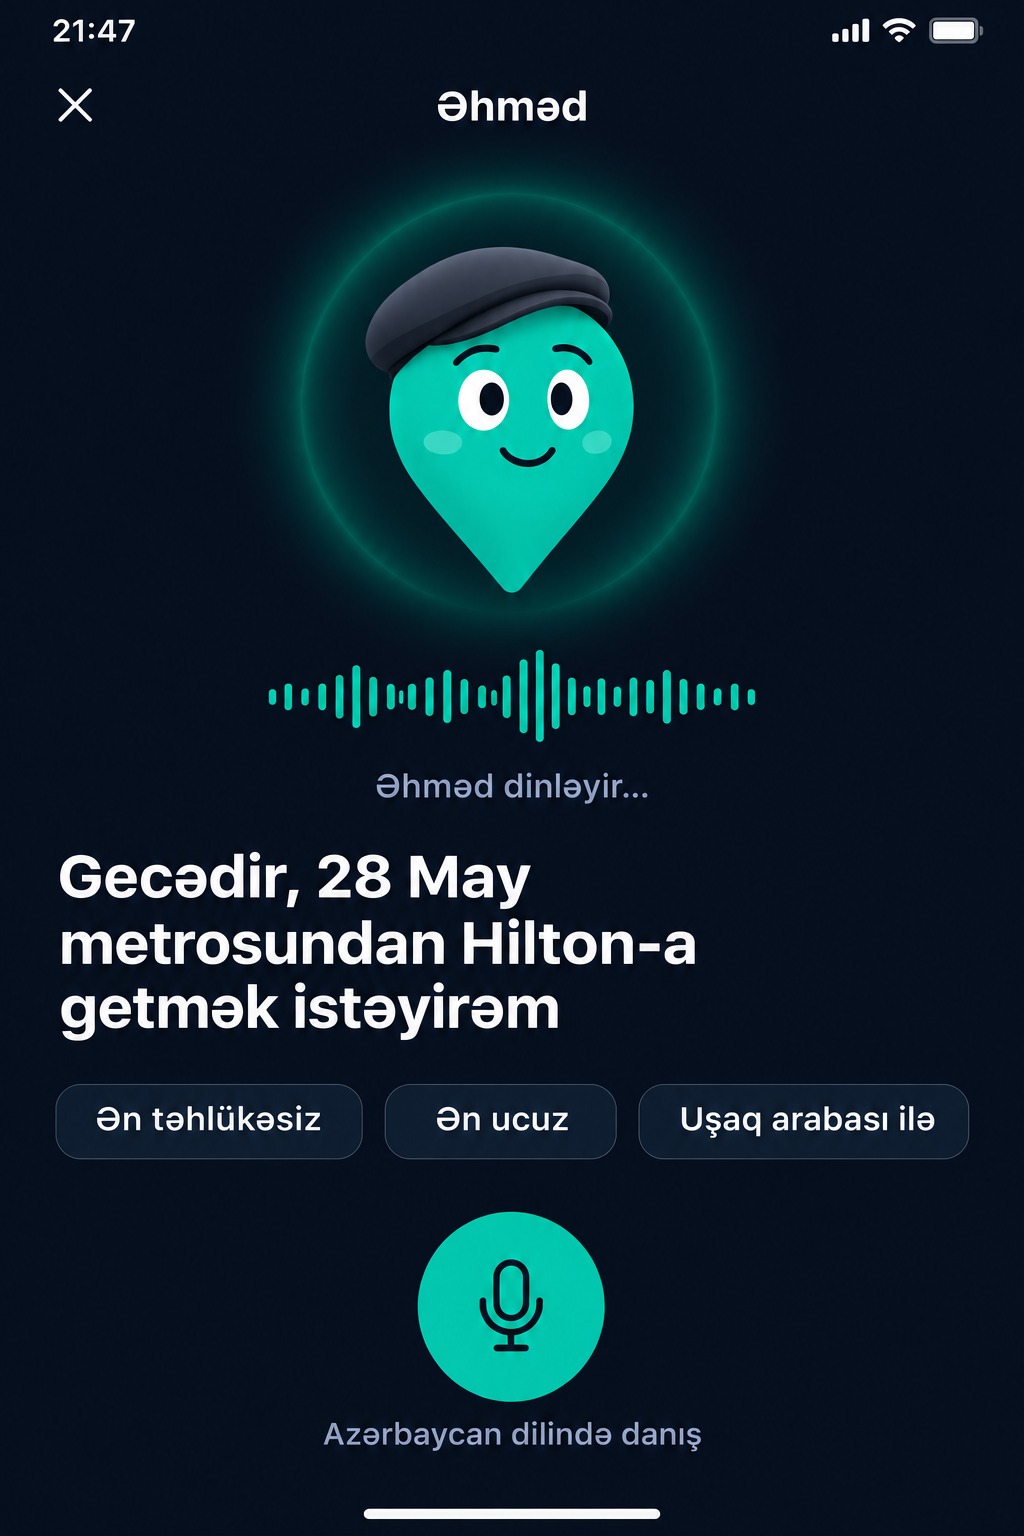 21:47
Əhməd
Əhməd dinləyir...
Gecədir, 28 May
metrosundan Hilton-a
getmək istəyirəm
Ən təhlükəsiz
Ən ucuz
Uşaq arabası ilə
Azərbaycan dilində danış